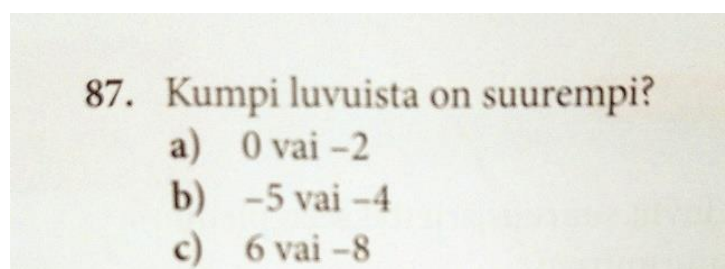 87. Kumpi luvuista on suurempi?
a) 0 vai –2
b) –5 vai –4
c) 6 vai –8